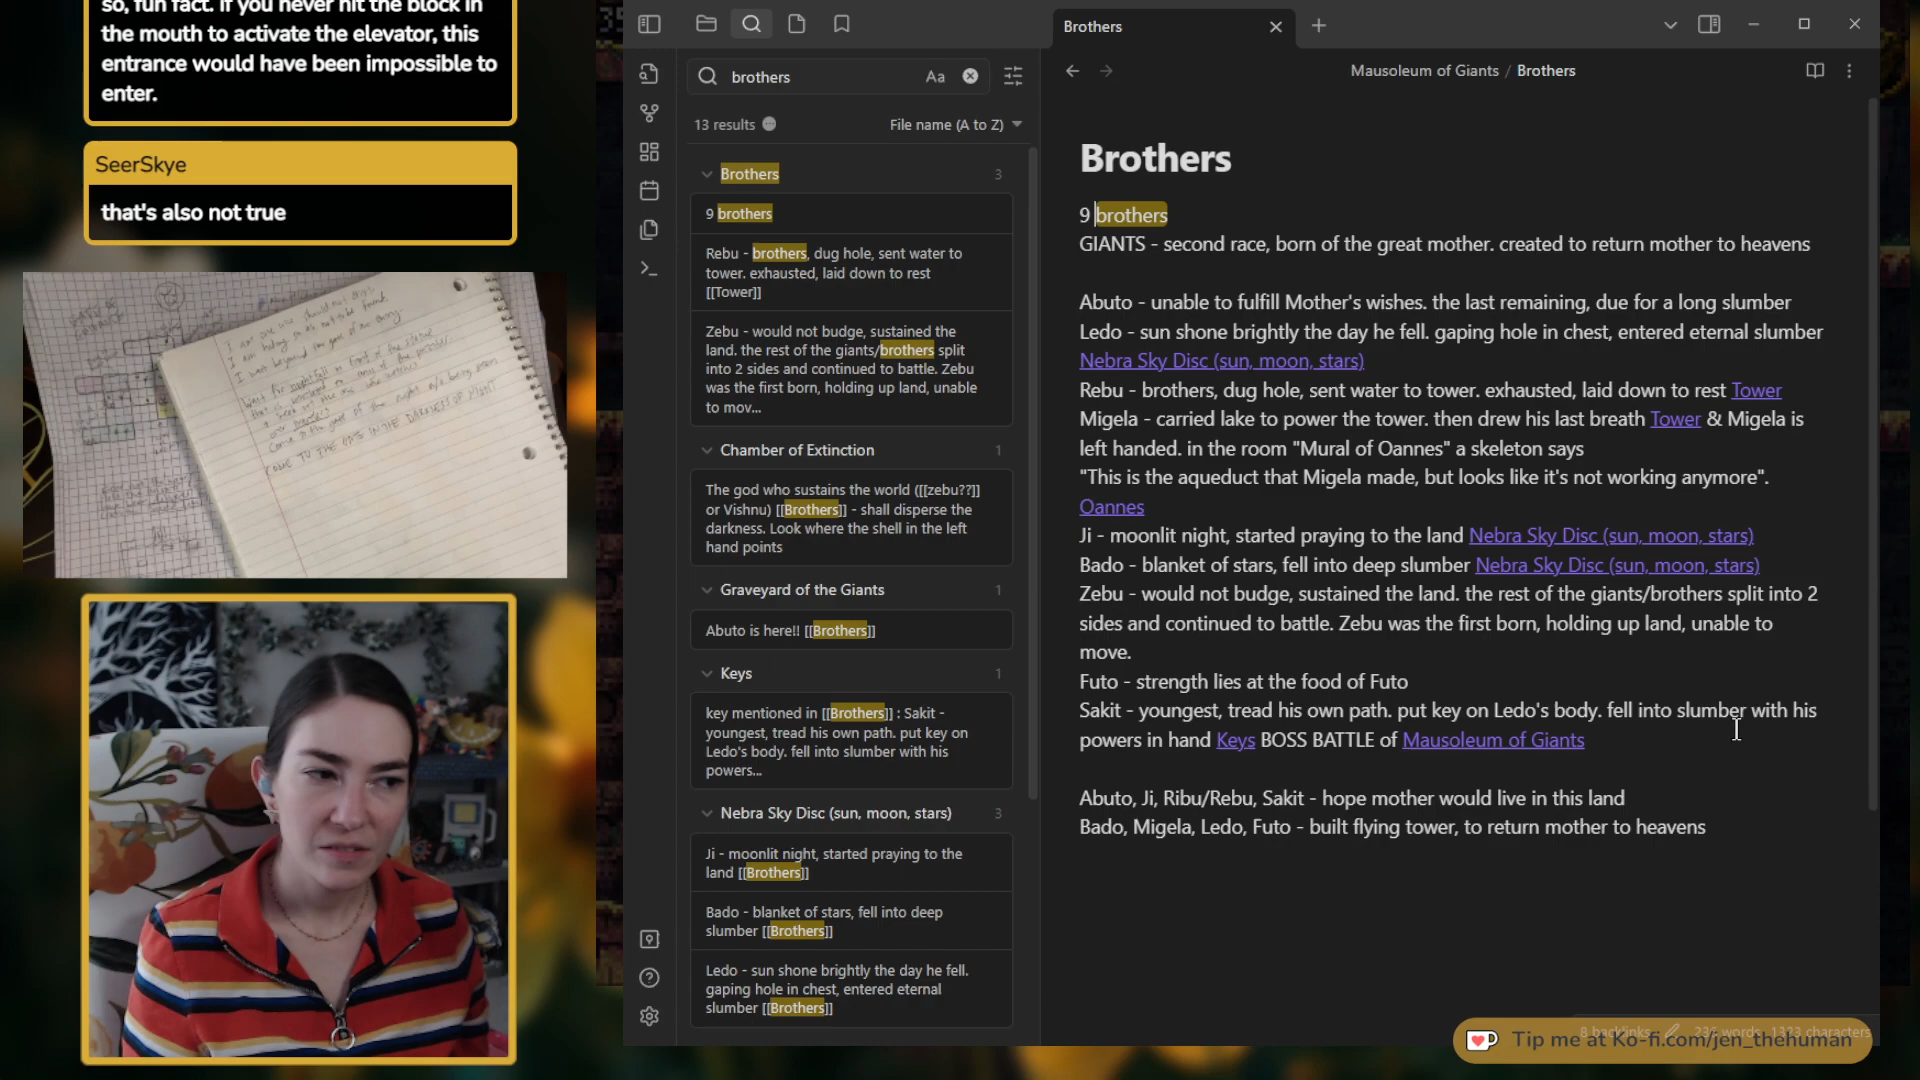 so, fun fact. if you never hit the block in
the mouth to activate the elevator, this
entrance would have been impossible to
enter.
SeerSkye
that's also not true
brothers
Aa
13 results
File name (A to Z)
Brothers
3
9 brothers
Rebu - brothers, dug hole, sent water to
tower. exhausted, laid down to rest
[[Tower]]
Zebu - would not budge, sustained the
land. the rest of the giants/brothers split
into 2 sides and continued to battle. Zebu
was the first born, holding up land, unable
to mov...
Chamber of Extinction
1
The god who sustains the world ([[zebu??]]
or Vishnu) [[Brothers]] - shall disperse the
darkness. Look where the shell in the left
hand points
Graveyard of the Giants
1
Abuto is here!! [[Brothers]]
Keys
1
key mentioned in [[Brothers]] : Sakit -
youngest, tread his own path. put key on
Ledo's body. fell into slumber with his
powers...
Nebra Sky Disc (sun, moon, stars)
3
Ji - moonlit night, started praying to the
land [[Brothers]]
Bado - blanket of stars, fell into deep
slumber [[Brothers]]
Ledo - sun shone brightly the day he fell.
gaping hole in chest, entered eternal
slumber [[Brothers]]
Brothers
Mausoleum of Giants / Brothers
Brothers
9 brothers
GIANTS - second race, born of the great mother. created to return mother to heavens
Abuto - unable to fulfill Mother's wishes. the last remaining, due for a long slumber
Ledo - sun shone brightly the day he fell. gaping hole in chest, entered eternal slumber
Nebra Sky Disc (sun, moon, stars)
Rebu - brothers, dug hole, sent water to tower. exhausted, laid down to rest Tower
Migela - carried lake to power the tower. then drew his last breath Tower & Migela is
left handed. in the room "Mural of Oannes" a skeleton says
"This is the aqueduct that Migela made, but looks like it's not working anymore".
Oannes
Ji - moonlit night, started praying to the land Nebra Sky Disc (sun, moon, stars)
Bado - blanket of stars, fell into deep slumber Nebra Sky Disc (sun, moon, stars)
Zebu - would not budge, sustained the land. the rest of the giants/brothers split into 2
sides and continued to battle. Zebu was the first born, holding up land, unable to
move.
Futo - strength lies at the food of Futo
Sakit - youngest, tread his own path. put key on Ledo's body. fell into slumber with his
powers in hand Keys BOSS BATTLE of Mausoleum of Giants
Abuto, Ji, Ribu/Rebu, Sakit - hope mother would live in this land
Bado, Migela, Ledo, Futo - built flying tower, to return mother to heavens
8 backlinks
words
characters
Tip me at Ko-fi.com/jen_thehuman